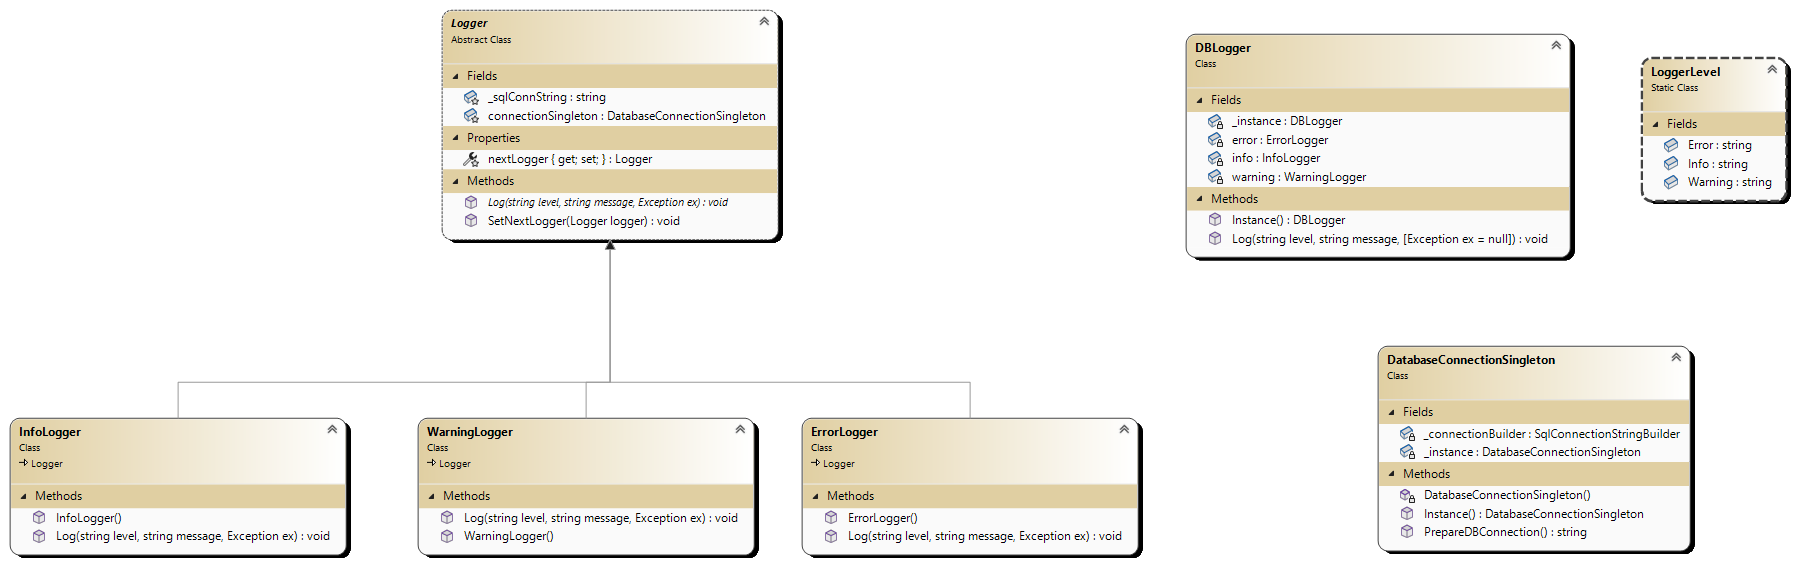 Logger
Abstract Class
Fields
_sqlConnString : string
connectionSingleton : DatabaseConnectionSingleton
Properties
nextLogger { get; set; } : Logger
Methods
Log(string level, string message, Exception ex) : void
SetNextLogger(Logger logger) : void
DBLogger
Class
Fields
_instance : DBLogger
error : ErrorLogger
info : InfoLogger
warning : WarningLogger
Methods
Instance() : DBLogger
Log(string level, string message, [Exception ex = null]) : void
LoggerLevel
Static Class
Fields
Error : string
Info : string
Warning : string
InfoLogger
Class
Logger
Methods
InfoLogger()
Log(string level, string message, Exception ex) : void
WarningLogger
Class
Logger
Methods
Log(string level, string message, Exception ex) : void
WarningLogger()
ErrorLogger
Class
Logger
Methods
ErrorLogger()
Log(string level, string message, Exception ex) : void
DatabaseConnectionSingleton
Class
Fields
_connectionBuilder : SqlConnectionStringBuilder
_instance : DatabaseConnectionSingleton
Methods
DatabaseConnectionSingleton()
Instance() : DatabaseConnectionSingleton
PrepareDBConnection() : string